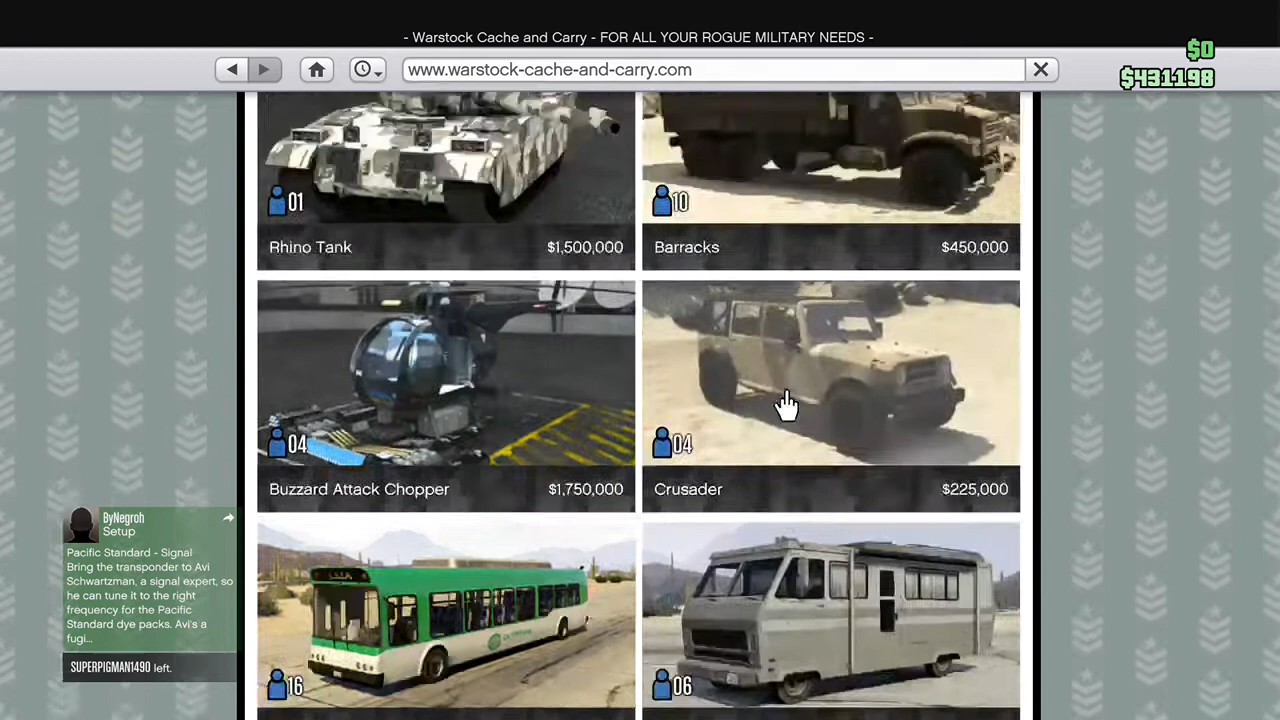 - Warstock Cache and Carry - FOR ALL YOUR ROGUE MILITARY NEEDS -
$0
www.warstock-cache-and-carry.com
$431198
01
10
Rhino Tank
$1,500,000
Barracks
$450,000
04
04
Buzzard Attack Chopper
$1,750,000
Crusader
$225,000
ByNegroh
Setup
Pacific Standard - Signal
Bring the transponder to Avi
Schwartzman, a signal expert, so
he can tune it to the right
frequency for the Pacific
Standard dye packs. Avi's a
fugi...
SUPERPIGMAN1490 left.
16
06